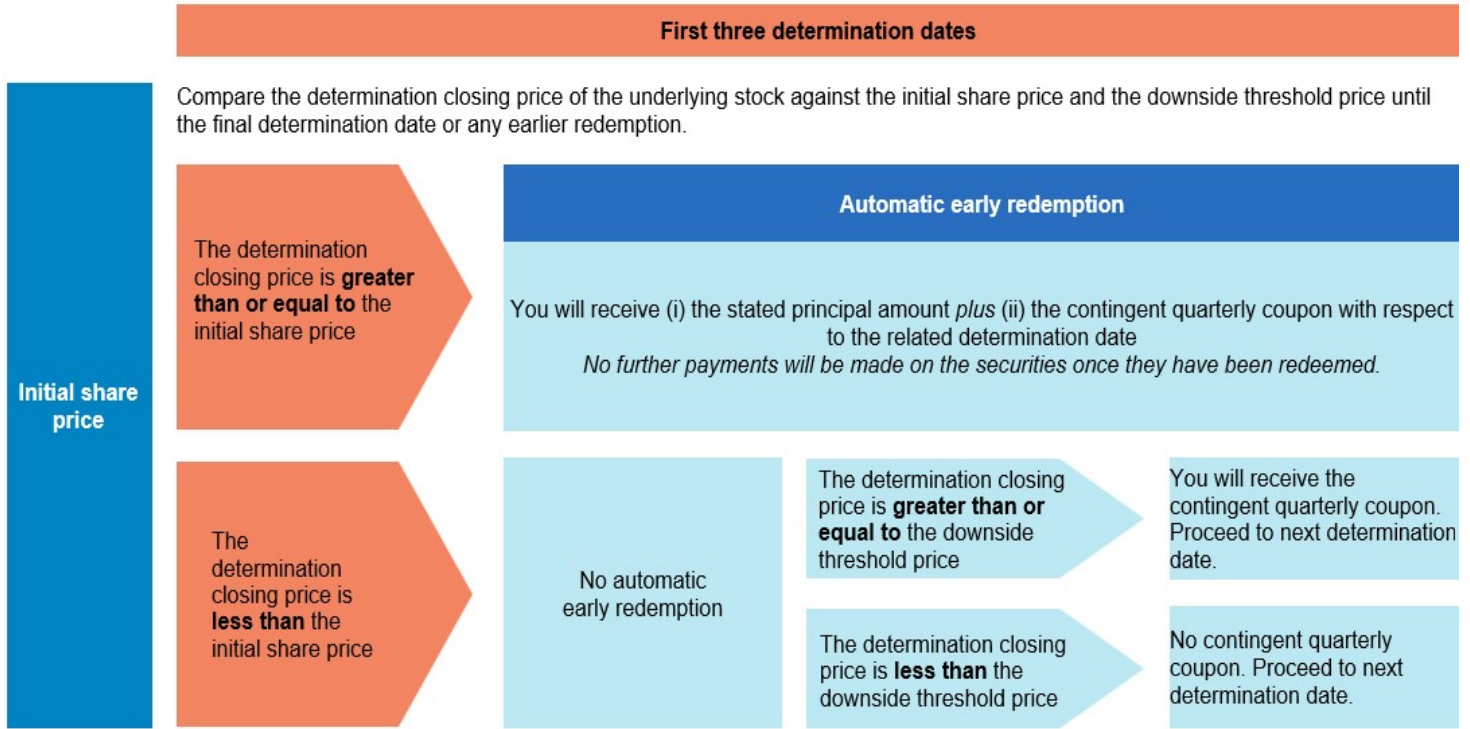 First three determination dates
Compare the determination closing price of the underlying stock against the initial share price and the downside threshold price until
the final determination date or any earlier redemption.
Initial share
price
The determination
closing price is greater
than or equal to the
initial share price
Automatic early redemption
You will receive (i) the stated principal amount plus (ii) the contingent quarterly coupon with respect
to the related determination date
No further payments will be made on the securities once they have been redeemed.
The
determination
closing price is
less than the
initial share price
No automatic
early redemption
The determination closing
price is greater than or
equal to the downside
threshold price
You will receive the
contingent quarterly coupon.
Proceed to next determination
date.
The determination closing
price is less than the
downside threshold price
No contingent quarterly
coupon. Proceed to next
determination date.